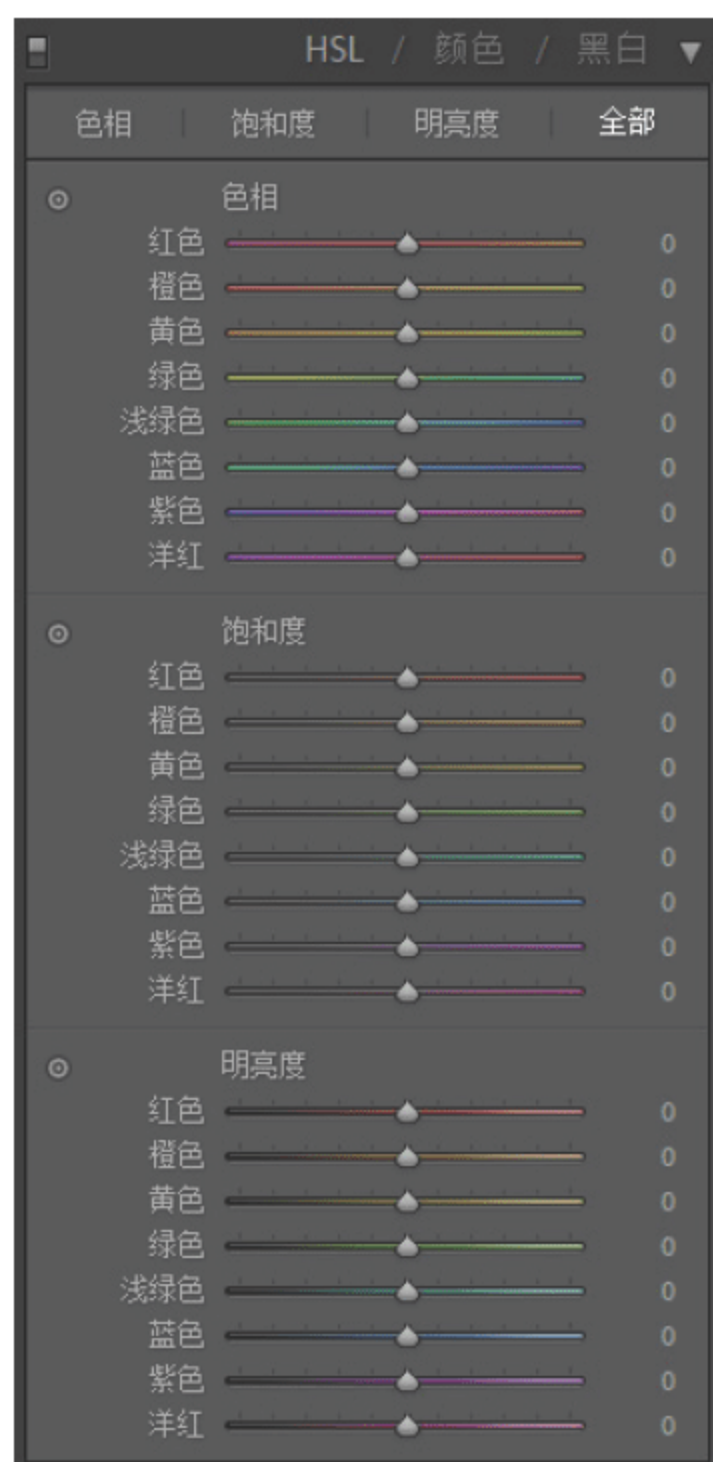 HSL / 颜色 / 黑白
色相 饱和度 明亮度 全部
色相
红色 0
橙色 0
黄色 0
绿色 0
浅绿色 0
蓝色 0
紫色 0
洋红 0
饱和度
红色 0
橙色 0
黄色 0
绿色 0
浅绿色 0
蓝色 0
紫色 0
洋红 0
明亮度
红色 0
橙色 0
黄色 0
绿色 0
浅绿色 0
蓝色 0
紫色 0
洋红 0